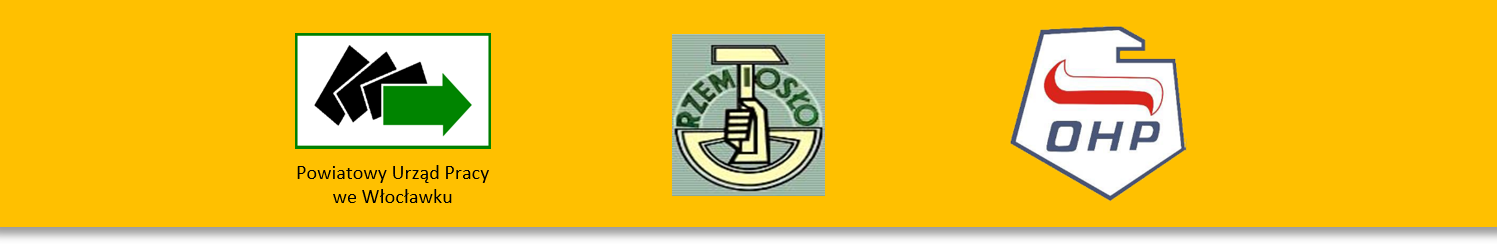 Powiatowy Urząd Pracy
we Włocławku
RZEMIOSŁO
OHP